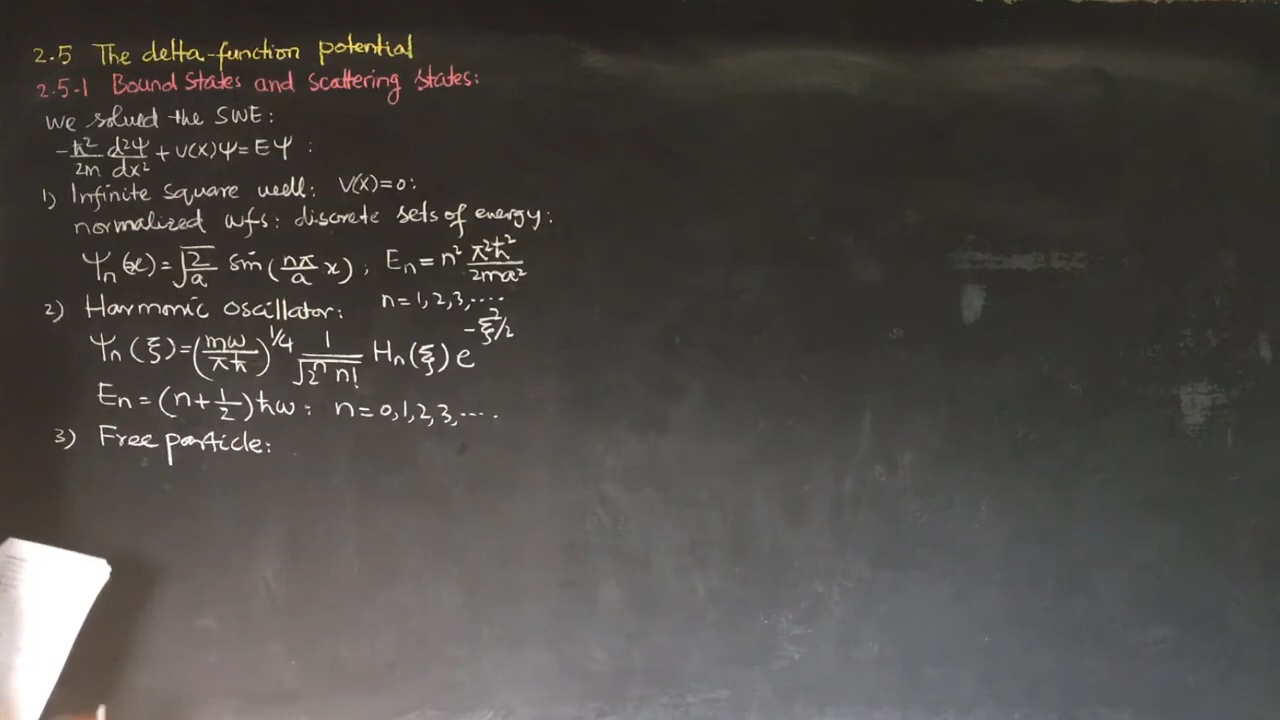 2.5 The delta-function potential
2.5-1 Bound states and scattering states:
We solved the SWE:
-ℏ²/2m d²Ψ/dx² + V(x)Ψ = EΨ :
1) Infinite square well: V(x)=0:
normalized wfs: discrete sets of energy:
Ψn(x) = √(2/a) sin(nπ/a x) ; En = n² π²ℏ²/2ma²
n = 1, 2, 3, ....
2) Harmonic oscillator:
Ψn(ξ) = (mω/πℏ)^1/4 1/√(2ⁿ n!) Hn(ξ) e^-ξ²/2
En = (n + 1/2)ℏω : n = 0, 1, 2, 3, ....
3) Free particle: